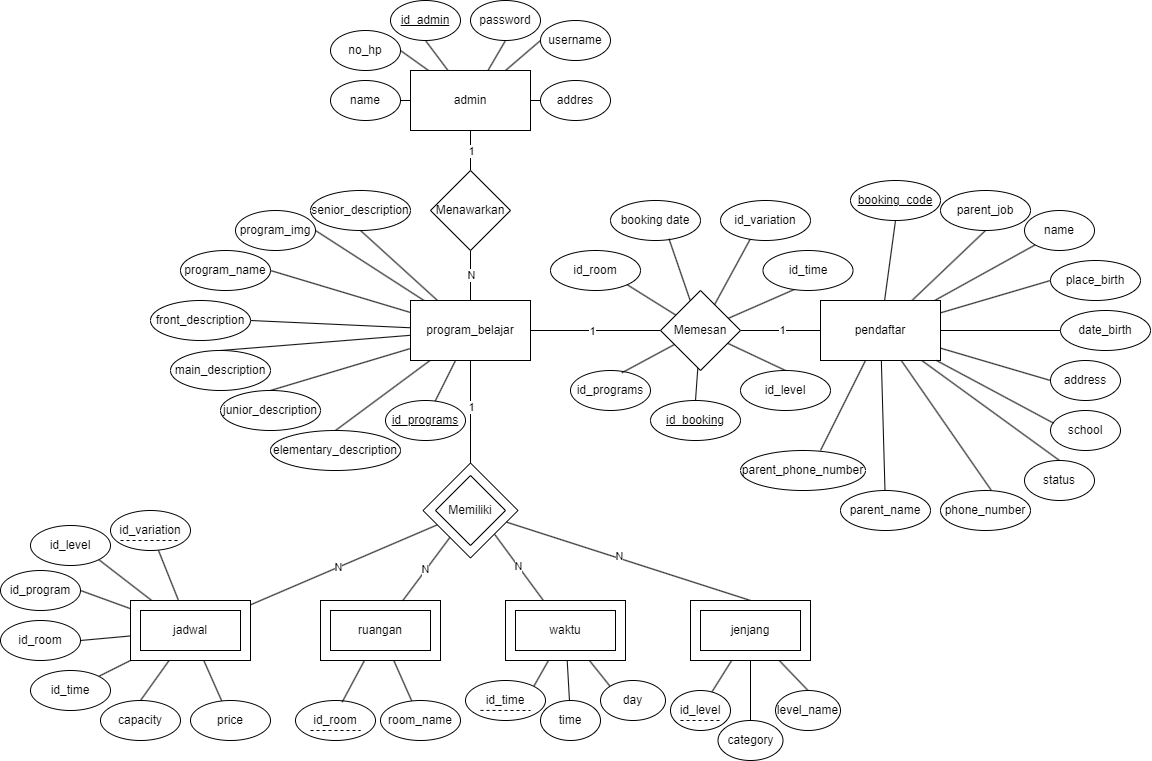 id_admin
password
username
no_hp
name
admin
addres
1
Menawarkan
N
senior_description
program_img
program_name
front_description
main_description
junior_description
elementary_description
id_programs
program_belajar
1
booking date
id_variation
id_room
id_time
Memesan
id_programs
id_level
id_booking
1
booking_code
parent_job
name
place_birth
date_birth
pendaftar
address
school
status
phone_number
parent_name
parent_phone_number
1
Memiliki
N
N
N
N
id_variation
id_level
id_program
id_room
id_time
capacity
price
jadwal
ruangan
id_room
room_name
waktu
id_time
time
day
jenjang
id_level
category
level_name